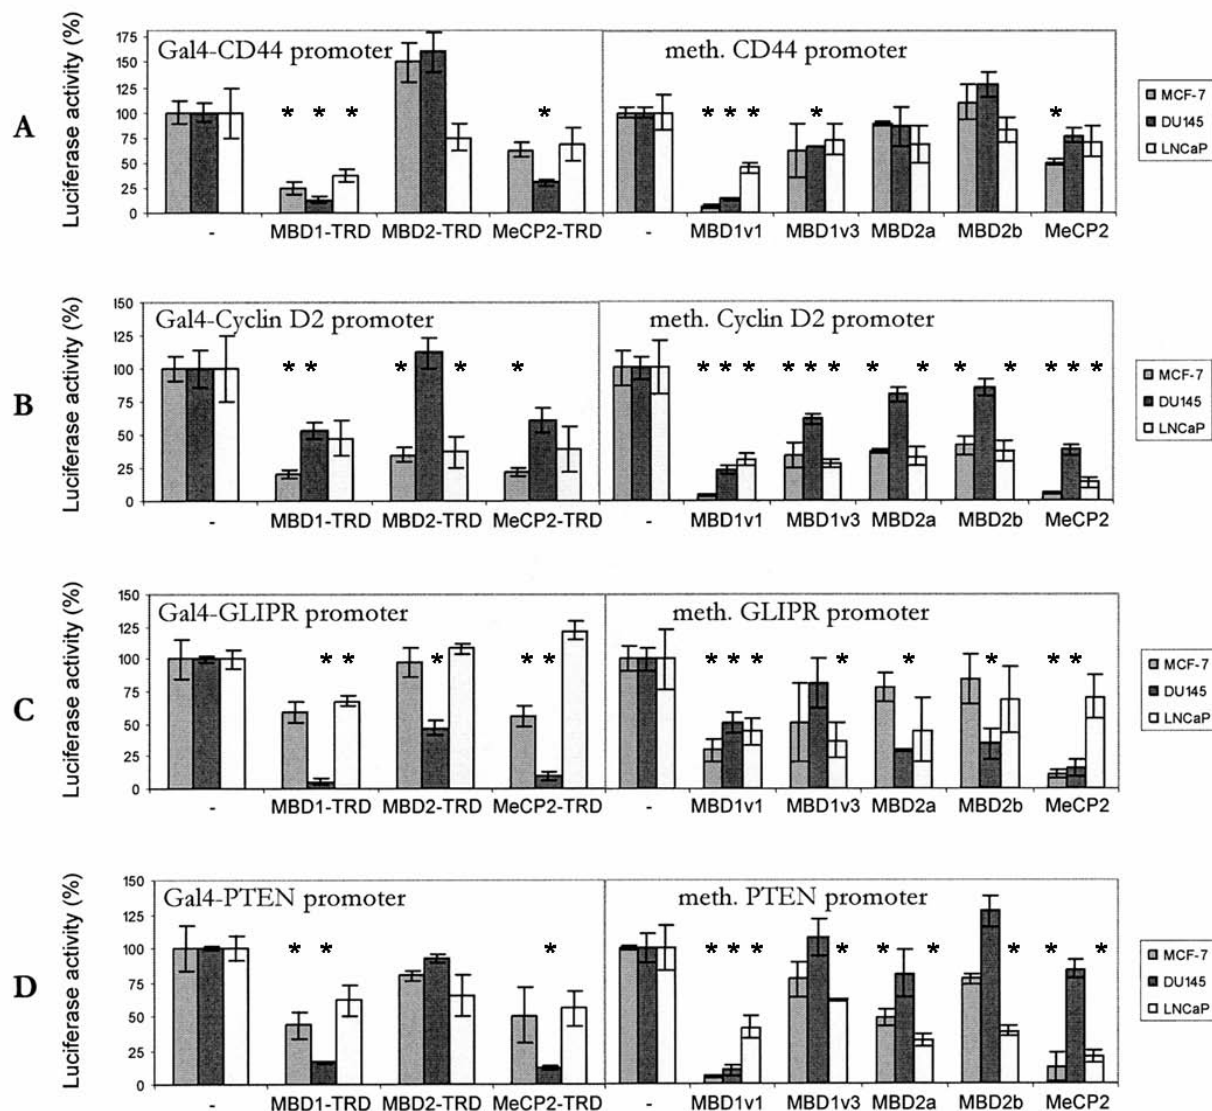 A
Luciferase activity (%)
Gal4-CD44 promoter
meth. CD44 promoter
175
150
125
100
75
50
25
0
* * * *
* * * * *
- MBD1-TRD MBD2-TRD MeCP2-TRD - MBD1v1 MBD1v3 MBD2a MBD2b MeCP2
MCF-7
DU145
LNCaP
B
Luciferase activity (%)
Gal4-Cyclin D2 promoter
meth. Cyclin D2 promoter
150
125
100
75
50
25
0
* * * * *
* * * * * * * * * * * * *
- MBD1-TRD MBD2-TRD MeCP2-TRD - MBD1v1 MBD1v3 MBD2a MBD2b MeCP2
MCF-7
DU145
LNCaP
C
Luciferase activity (%)
Gal4-GLIPR promoter
meth. GLIPR promoter
150
125
100
75
50
25
0
* * * * *
* * * * * * * *
- MBD1-TRD MBD2-TRD MeCP2-TRD - MBD1v1 MBD1v3 MBD2a MBD2b MeCP2
MCF-7
DU145
LNCaP
D
Luciferase activity (%)
Gal4-PTEN promoter
meth. PTEN promoter
150
125
100
75
50
25
0
* * *
* * * * * * * * *
- MBD1-TRD MBD2-TRD MeCP2-TRD - MBD1v1 MBD1v3 MBD2a MBD2b MeCP2
MCF-7
DU145
LNCaP